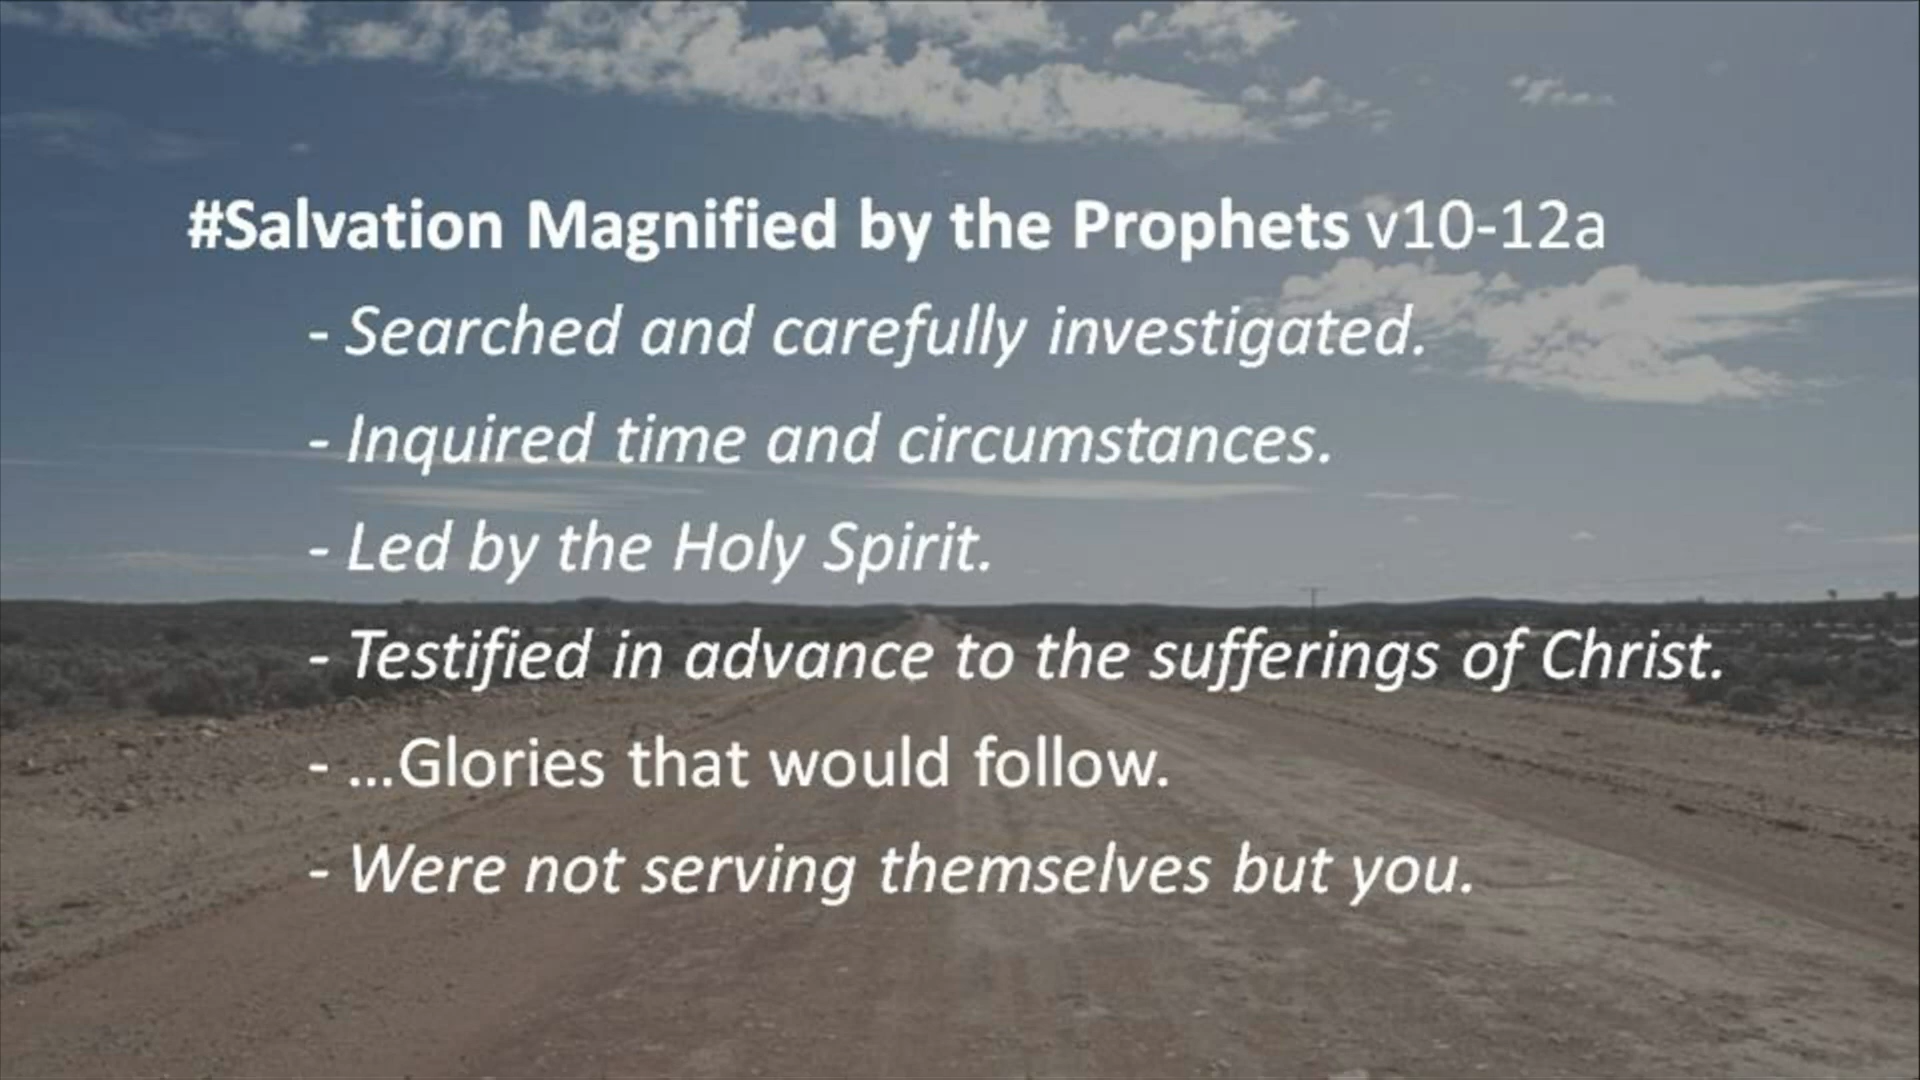 #Salvation Magnified by the Prophets v10-12a
- Searched and carefully investigated.
- Inquired time and circumstances.
- Led by the Holy Spirit.
- Testified in advance to the sufferings of Christ.
- ...Glories that would follow.
- Were not serving themselves but you.